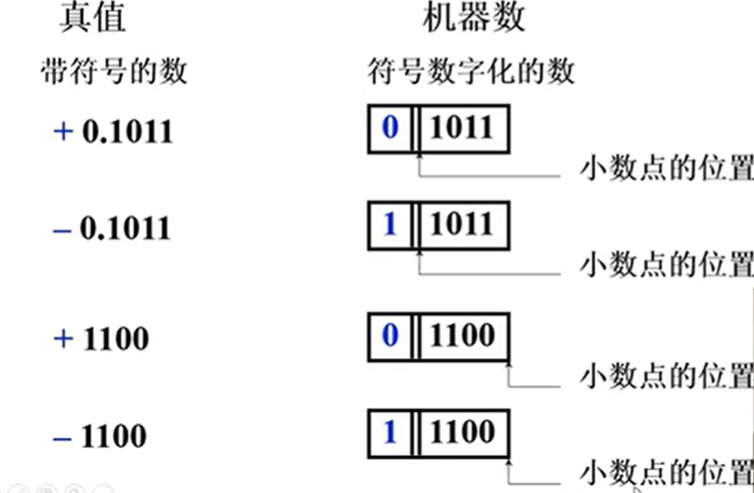 真值 机器数
带符号的数 符号数字化的数
+ 0.1011 0 1011
小数点的位置
– 0.1011 1 1011
小数点的位置
+ 1100 0 1100
小数点的位置
– 1100 1 1100
小数点的位置